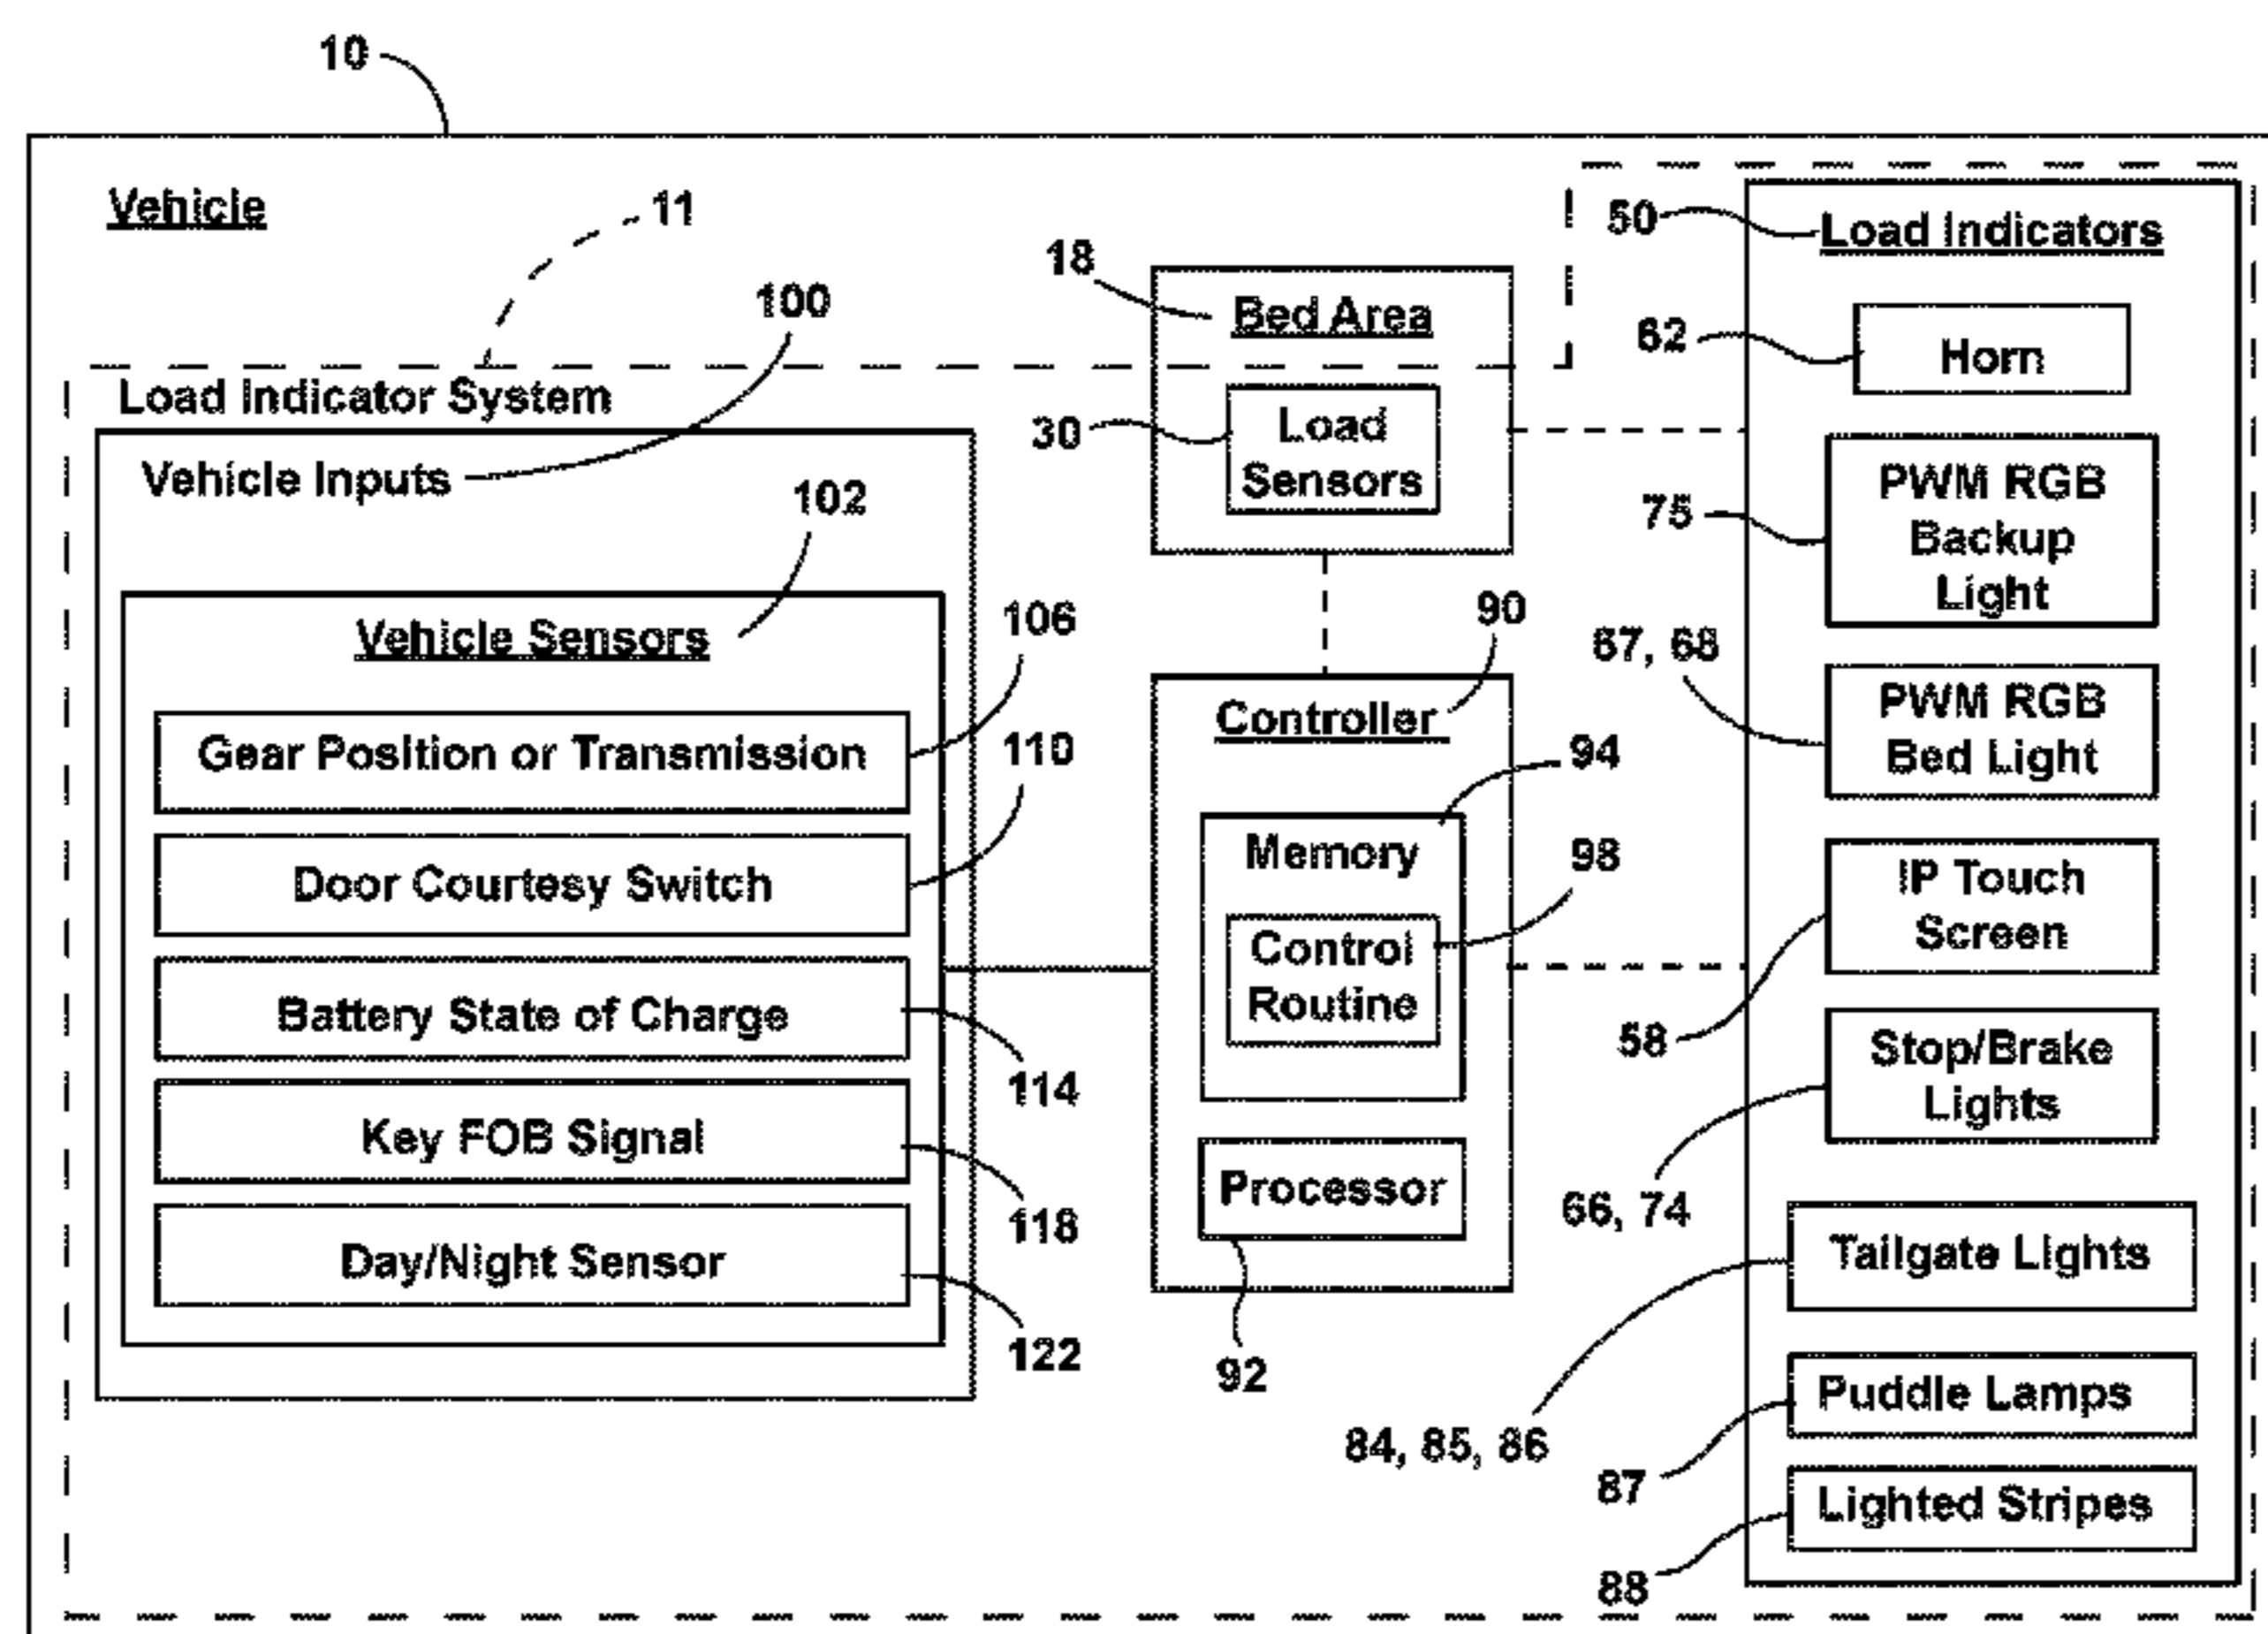 10
Vehicle
11
100
Load Indicator System
Vehicle Inputs
102
Vehicle Sensors
106
Gear Position or Transmission
110
Door Courtesy Switch
Battery State of Charge
114
Key FOB Signal
118
Day/Night Sensor
122
18
Bed Area
30
Load
Sensors
90
Controller
94
Memory
98
Control
Routine
Processor
92
50
Load Indicators
62
Horn
75
PWM RGB
Backup
Light
67, 68
PWM RGB
Bed Light
IP Touch
Screen
58
Stop/Brake
Lights
66, 74
Tailgate Lights
84, 85, 86
Puddle Lamps
87
Lighted Stripes
88